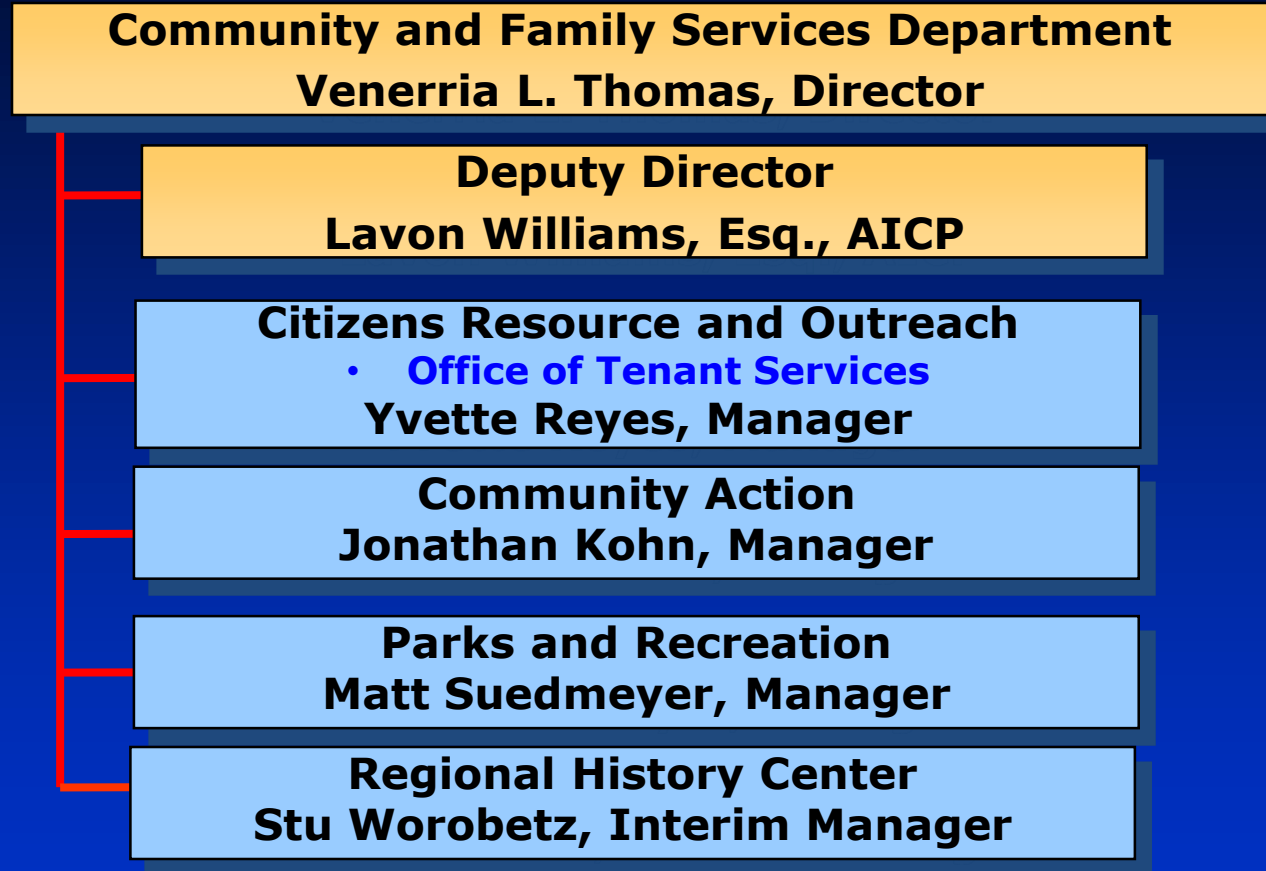 Community and Family Services Department
Venerria L. Thomas, Director
Deputy Director
Lavon Williams, Esq., AICP
Citizens Resource and Outreach
• Office of Tenant Services
Yvette Reyes, Manager
Community Action
Jonathan Kohn, Manager
Parks and Recreation
Matt Suedmeyer, Manager
Regional History Center
Stu Worobetz, Interim Manager